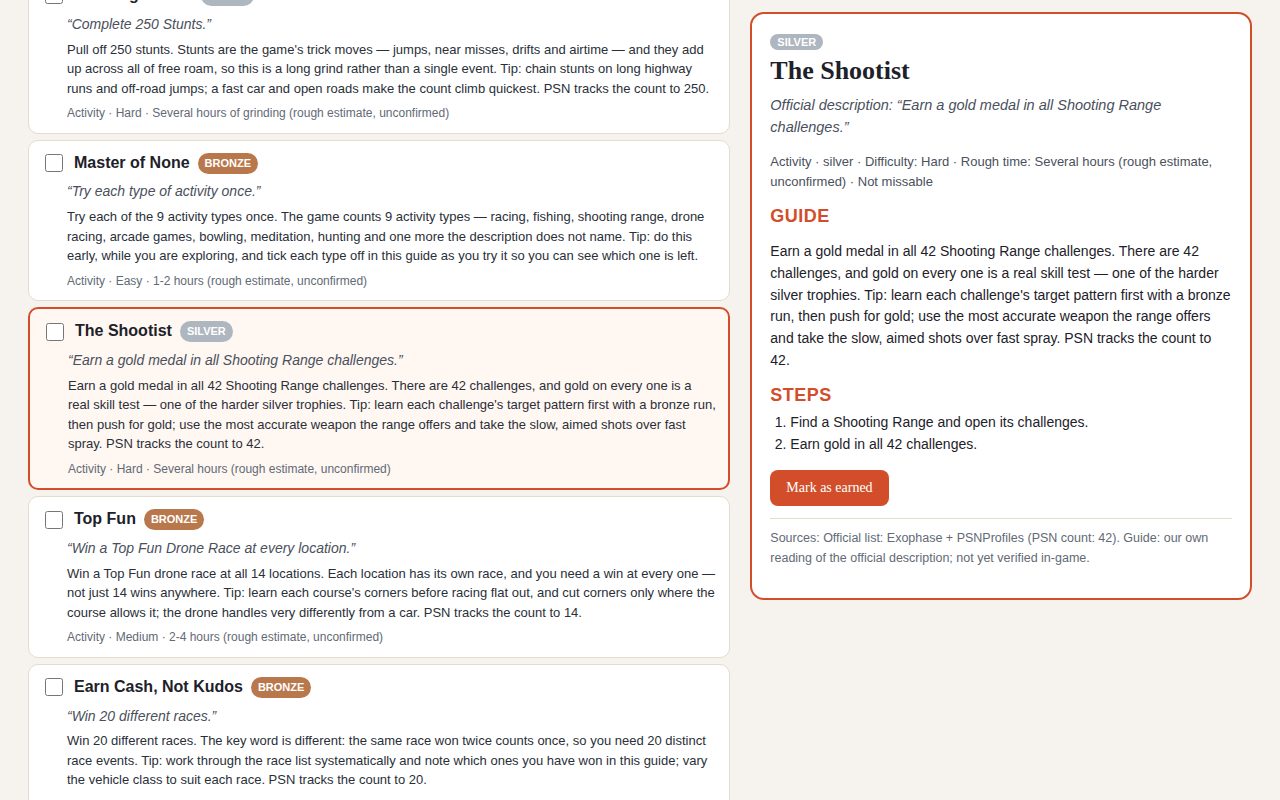 “Complete 250 Stunts.”
Pull off 250 stunts. Stunts are the game's trick moves — jumps, near misses, drifts and airtime — and they add
up across all of free roam, so this is a long grind rather than a single event. Tip: chain stunts on long highway
runs and off-road jumps; a fast car and open roads make the count climb quickest. PSN tracks the count to 250.
Activity · Hard · Several hours of grinding (rough estimate, unconfirmed)
Master of None BRONZE
“Try each type of activity once.”
Try each of the 9 activity types once. The game counts 9 activity types — racing, fishing, shooting range, drone
racing, arcade games, bowling, meditation, hunting and one more the description does not name. Tip: do this
early, while you are exploring, and tick each type off in this guide as you try it so you can see which one is left.
Activity · Easy · 1-2 hours (rough estimate, unconfirmed)
The Shootist SILVER
“Earn a gold medal in all Shooting Range challenges.”
Earn a gold medal in all 42 Shooting Range challenges. There are 42 challenges, and gold on every one is a
real skill test — one of the harder silver trophies. Tip: learn each challenge's target pattern first with a bronze run,
then push for gold; use the most accurate weapon the range offers and take the slow, aimed shots over fast
spray. PSN tracks the count to 42.
Activity · Hard · Several hours (rough estimate, unconfirmed)
Top Fun BRONZE
“Win a Top Fun Drone Race at every location.”
Win a Top Fun drone race at all 14 locations. Each location has its own race, and you need a win at every one —
not just 14 wins anywhere. Tip: learn each course's corners before racing flat out, and cut corners only where the
course allows it; the drone handles very differently from a car. PSN tracks the count to 14.
Activity · Medium · 2-4 hours (rough estimate, unconfirmed)
Earn Cash, Not Kudos BRONZE
“Win 20 different races.”
Win 20 different races. The key word is different: the same race won twice counts once, so you need 20 distinct
race events. Tip: work through the race list systematically and note which ones you have won in this guide; vary
the vehicle class to suit each race. PSN tracks the count to 20.
SILVER
The Shootist
Official description: “Earn a gold medal in all Shooting Range
challenges.”
Activity · silver · Difficulty: Hard · Rough time: Several hours (rough estimate,
unconfirmed) · Not missable
GUIDE
Earn a gold medal in all 42 Shooting Range challenges. There are 42
challenges, and gold on every one is a real skill test — one of the harder
silver trophies. Tip: learn each challenge's target pattern first with a bronze
run, then push for gold; use the most accurate weapon the range offers
and take the slow, aimed shots over fast spray. PSN tracks the count to
42.
STEPS
1. Find a Shooting Range and open its challenges.
2. Earn gold in all 42 challenges.
Mark as earned
Sources: Official list: Exophase + PSNProfiles (PSN count: 42). Guide: our own
reading of the official description; not yet verified in-game.